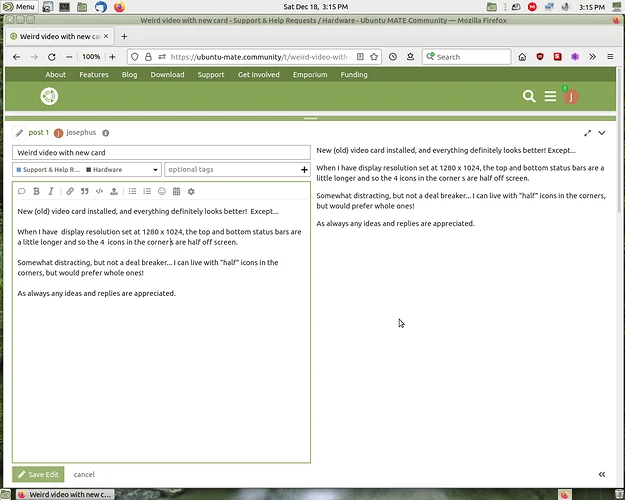 Menu
Sat Dec 18, 3:15 PM
3:15 PM
Weird video with new card - Support & Help Requests / Hardware - Ubuntu MATE Community — Mozilla Firefox
Weird video with new car
100%
https://ubuntu-mate.community/t/weird-video-with-
Search
About Features Blog Download Support Get Involved Emporium Funding
1
J
post 1 J josephus
Weird video with new card
Support & Help R... Hardware
optional tags
B I
New (old) video card installed, and everything definitely looks better! Except...
When I have display resolution set at 1280 x 1024, the top and bottom status bars are
a little longer and so the 4 icons in the corner s are half off screen.
Somewhat distracting, but not a deal breaker... I can live with "half" icons in the
corners, but would prefer whole ones!
As always any ideas and replies are appreciated.
New (old) video card installed, and everything definitely looks better! Except...
When I have display resolution set at 1280 x 1024, the top and bottom status bars are a
little longer and so the 4 icons in the corner s are half off screen.
Somewhat distracting, but not a deal breaker... I can live with "half" icons in the corners,
but would prefer whole ones!
As always any ideas and replies are appreciated.
Save Edit
cancel
Weird video with new c...